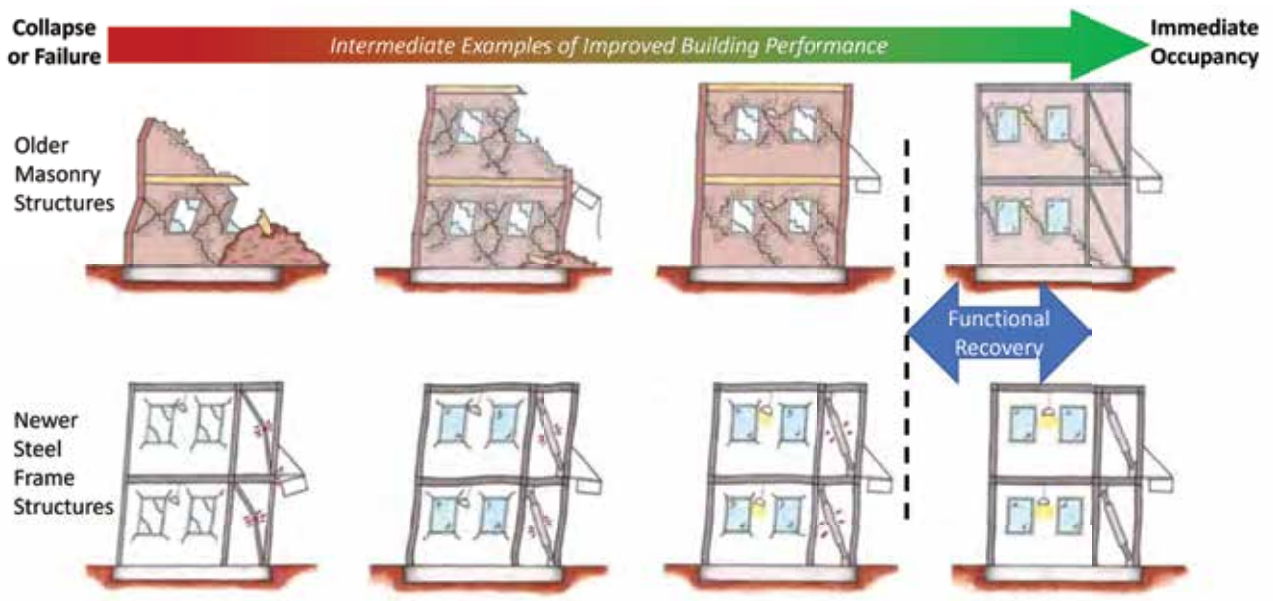 Collapse
or Failure
Intermediate Examples of Improved Building Performance
Immediate
Occupancy
Older
Masonry
Structures
Functional
Recovery
Newer
Steel
Frame
Structures